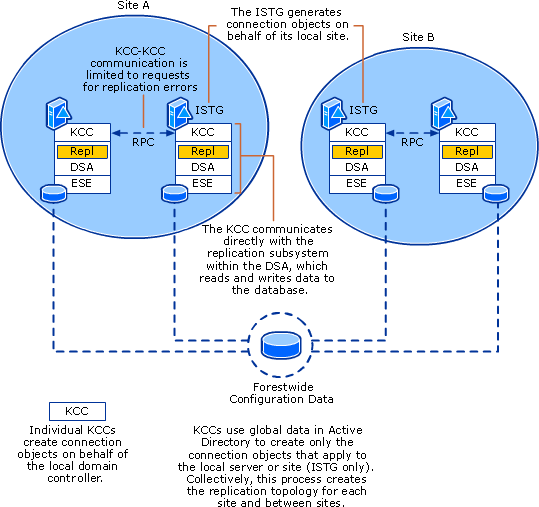 Site A
The ISTG generates
connection objects on
behalf of its local site.
Site B
KCC-KCC
communication is
limited to requests
for replication errors
ISTG
ISTG
KCC
RPC
KCC
KCC
RPC
KCC
Repl
Repl
Repl
Repl
DSA
DSA
DSA
DSA
ESE
ESE
ESE
ESE
The KCC communicates
directly with the
replication subsystem
within the DSA, which
reads and writes data to
the database.
Forestwide
Configuration Data
KCC
Individual KCCs
create connection
objects on behalf of
the local domain
controller.
KCCs use global data in Active
Directory to create only the
connection objects that apply to
the local server or site (ISTG only).
Collectively, this process creates
the replication topology for each
site and between sites.